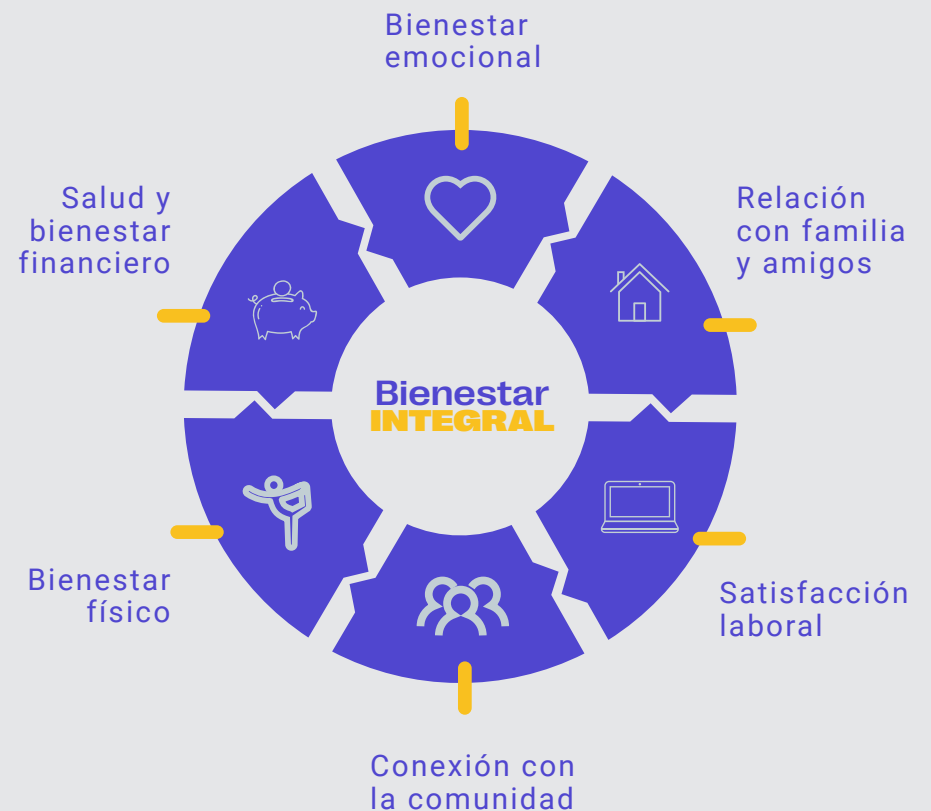 Bienestar
emocional
Relación
con familia
y amigos
Satisfacción
laboral
Conexión con
la comunidad
Bienestar
físico
Salud y
bienestar
financiero
Bienestar
INTEGRAL